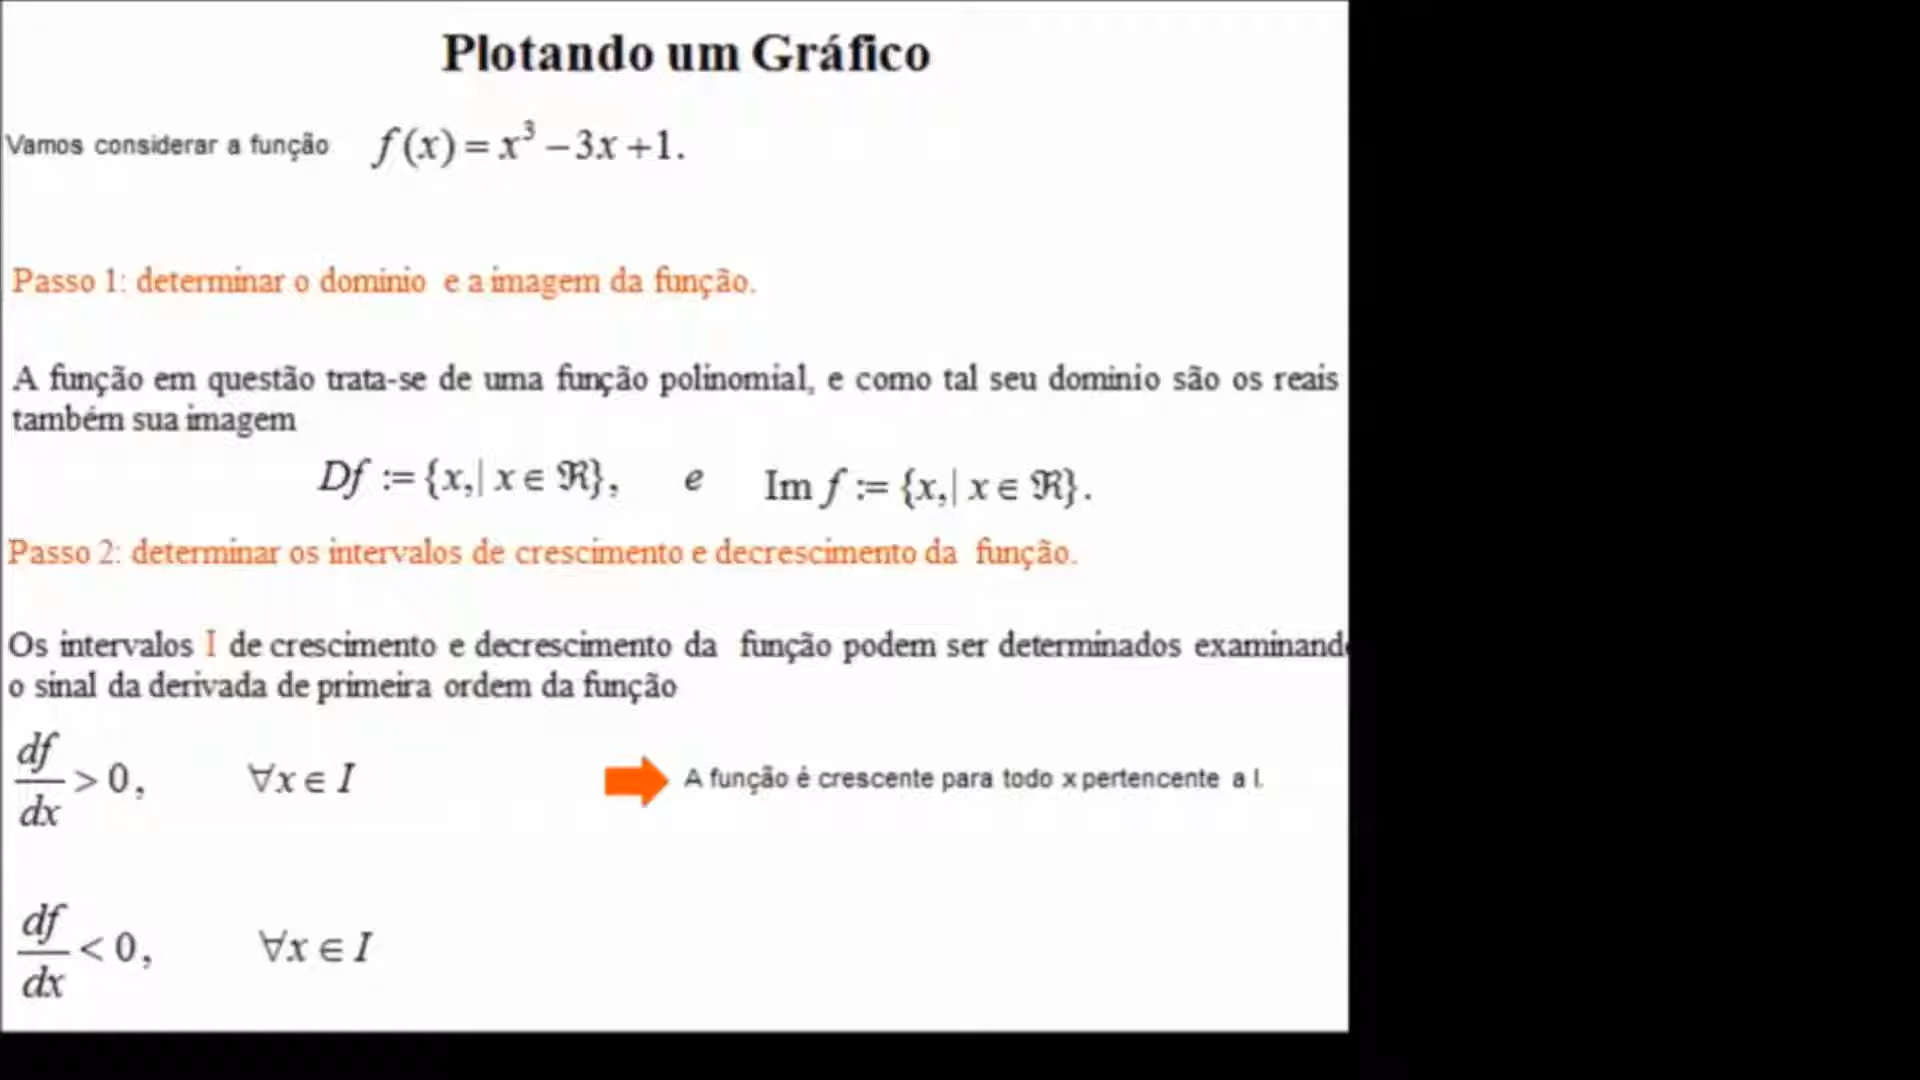 Plotando um Gráfico
Vamos considerar a função f(x) = x³ − 3x + 1.
Passo 1: determinar o domínio e a imagem da função.
A função em questão trata-se de uma função polinomial, e como tal seu domínio são os reais
também sua imagem
Df := {x,| x ∈ ℜ}, e Im f := {x,| x ∈ ℜ}.
Passo 2: determinar os intervalos de crescimento e decrescimento da função.
Os intervalos I de crescimento e decrescimento da função podem ser determinados examinand
o sinal da derivada de primeira ordem da função
df/dx > 0, ∀x ∈ I A função é crescente para todo x pertencente a I.
df/dx < 0, ∀x ∈ I